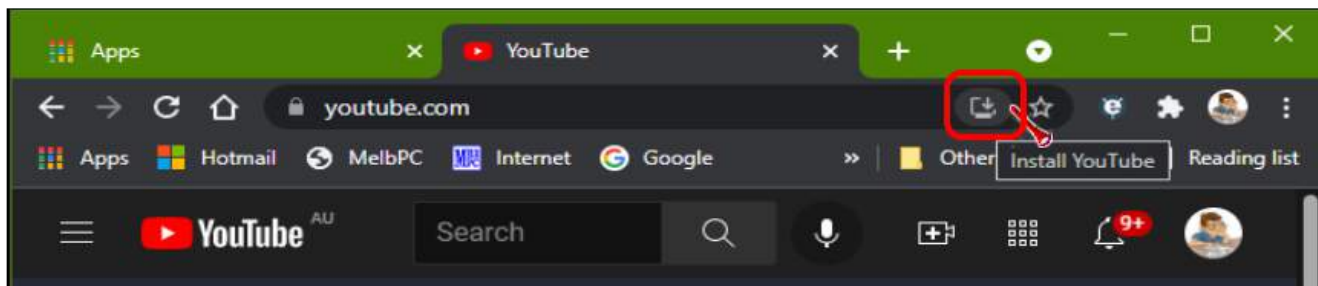 Apps YouTube
youtube.com
Apps Hotmail MelbPC Internet Google » Other Reading list
Install YouTube
YouTube AU Search 9+